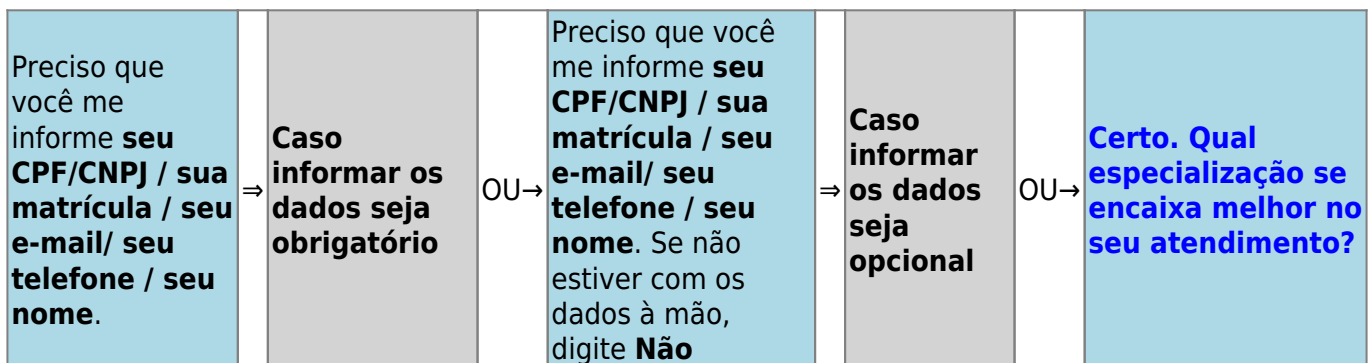 Preciso que
você me
informe seu
CPF/CNPJ / sua
matrícula / seu
e-mail/ seu
telefone / seu
nome.
⇒
Caso
informar os
dados seja
obrigatório
OU→
Preciso que você
me informe seu
CPF/CNPJ / sua
matrícula / seu
e-mail/ seu
telefone / seu
nome. Se não
estiver com os
dados à mão,
digite Não
⇒
Caso
informar
os dados
seja
opcional
OU→
Certo. Qual
especialização se
encaixa melhor no
seu atendimento?